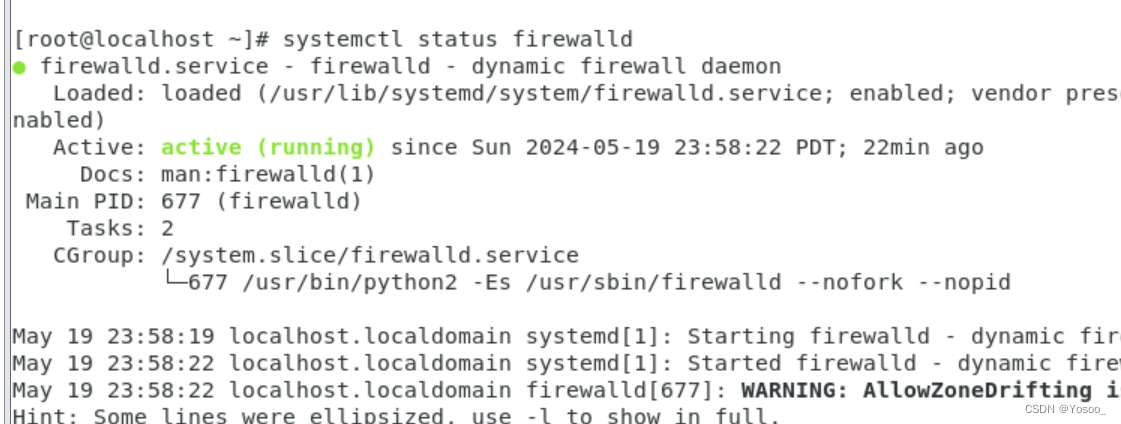 [root@localhost ~]# systemctl status firewalld
● firewalld.service - firewalld - dynamic firewall daemon
   Loaded: loaded (/usr/lib/systemd/system/firewalld.service; enabled; vendor pres
nabled)
   Active: active (running) since Sun 2024-05-19 23:58:22 PDT; 22min ago
     Docs: man:firewalld(1)
 Main PID: 677 (firewalld)
    Tasks: 2
   CGroup: /system.slice/firewalld.service
           └─677 /usr/bin/python2 -Es /usr/sbin/firewalld --nofork --nopid
May 19 23:58:19 localhost.localdomain systemd[1]: Starting firewalld - dynamic fir
May 19 23:58:22 localhost.localdomain systemd[1]: Started firewalld - dynamic firew
May 19 23:58:22 localhost.localdomain firewalld[677]: WARNING: AllowZoneDrifting i
Hint: Some lines were ellipsized, use -l to show in full.
CSDN @Yosoo_